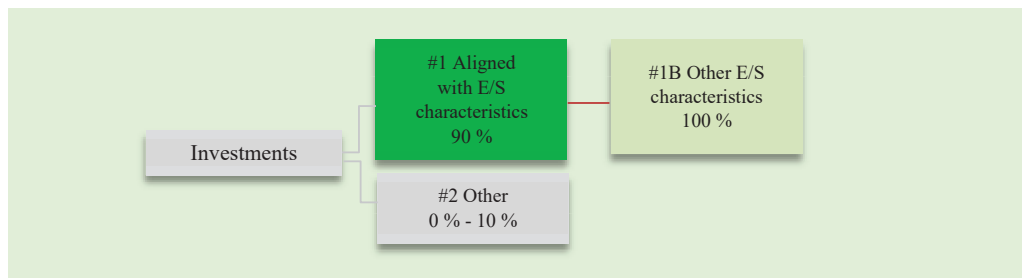 #1 Aligned
with E/S
characteristics
90 %
#1B Other E/S
characteristics
100 %
Investments
#2 Other
0 % - 10 %